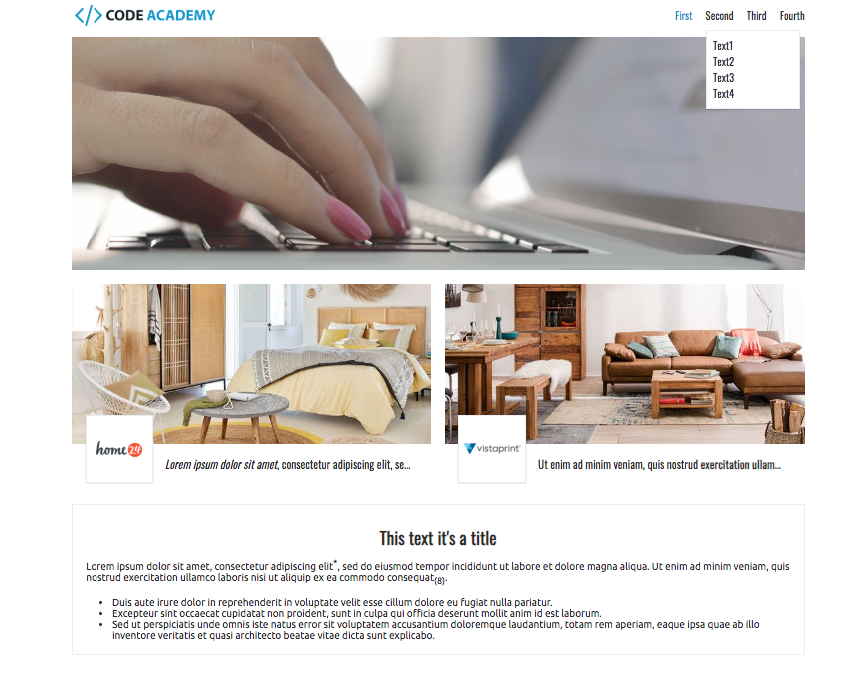 </> CODE ACADEMY
First Second Third Fourth
Text1
Text2
Text3
Text4
home24
Lorem ipsum dolor sit amet, consectetur adipiscing elit, se...
vistaprint
Ut enim ad minim veniam, quis nostrud exercitation ullam...
This text it's a title
Lorem ipsum dolor sit amet, consectetur adipiscing elit*, sed do eiusmod tempor incididunt ut labore et dolore magna aliqua. Ut enim ad minim veniam, quis
nostrud exercitation ullamco laboris nisi ut aliquip ex ea commodo consequat(8).
• Duis aute irure dolor in reprehenderit in voluptate velit esse cillum dolore eu fugiat nulla pariatur.
• Excepteur sint occaecat cupidatat non proident, sunt in culpa qui officia deserunt mollit anim id est laborum.
• Sed ut perspiciatis unde omnis iste natus error sit voluptatem accusantium doloremque laudantium, totam rem aperiam, eaque ipsa quae ab illo
inventore veritatis et quasi architecto beatae vitae dicta sunt explicabo.